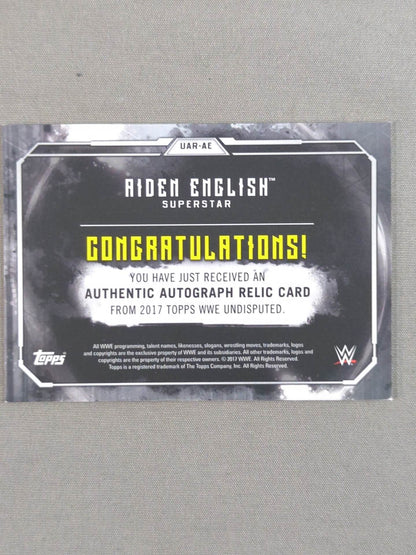 UAR-AE
AIDEN ENGLISH™
SUPERSTAR
CONGRATULATIONS!
YOU HAVE JUST RECEIVED AN
AUTHENTIC AUTOGRAPH RELIC CARD
FROM 2017 TOPPS WWE UNDISPUTED.
All WWE programming, talent names, likenesses, slogans, wrestling moves, trademarks, logos
and copyrights are the exclusive property of WWE and its subsidiaries. All other trademarks, logos and
copyrights are the property of their respective owners. © 2017 WWE. All Rights Reserved.
Topps is a registered trademark of The Topps Company, Inc. All Rights Reserved.
topps
W